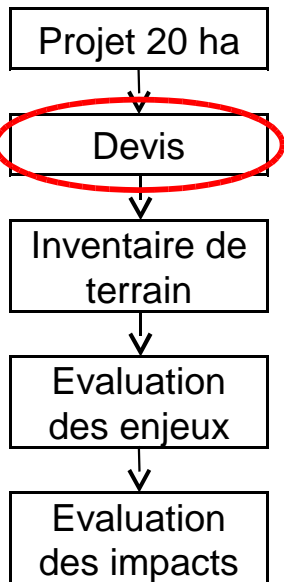 Projet 20 ha
Devis
Inventaire de
terrain
Evaluation
des enjeux
Evaluation
des impacts